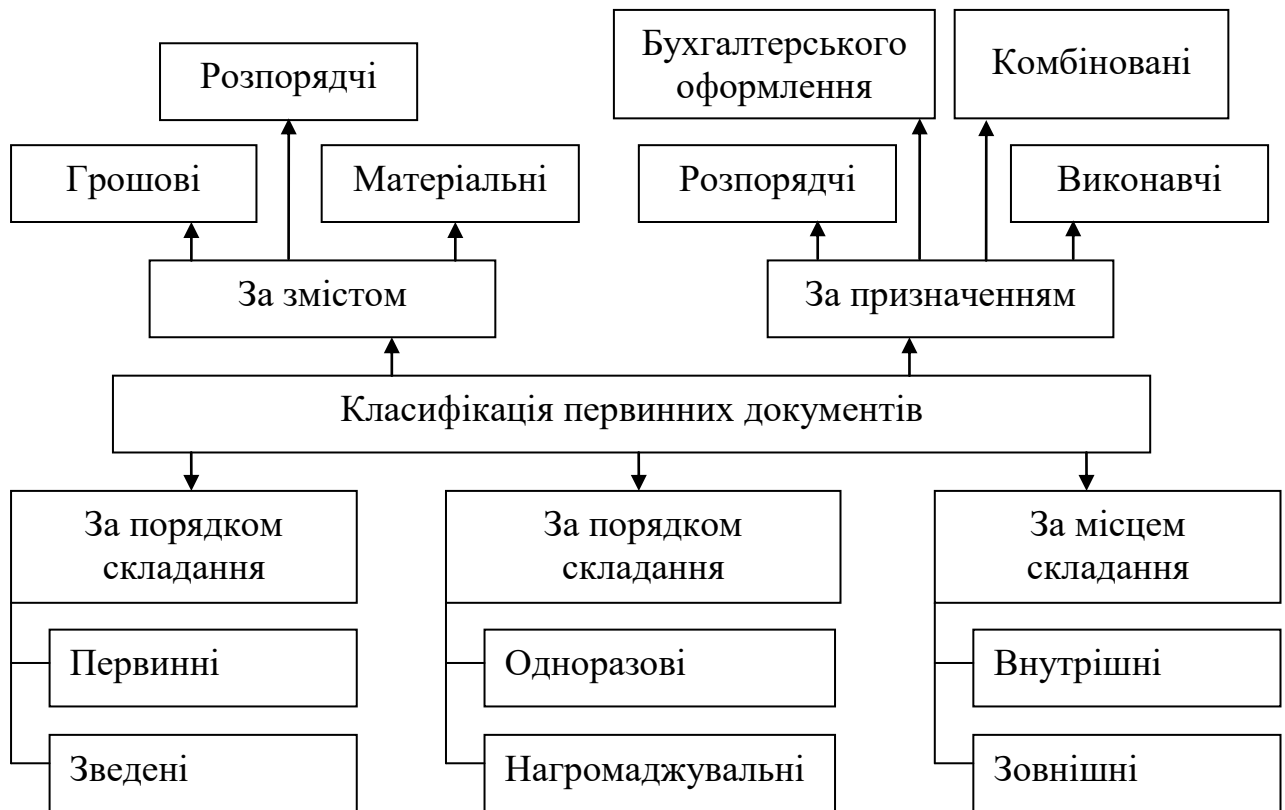 Розпорядчі
Бухгалтерського
оформлення
Комбіновані
Грошові
Матеріальні
Розпорядчі
Виконавчі
За змістом
За призначенням
Класифікація первинних документів
За порядком
складання
За порядком
складання
За місцем
складання
Первинні
Одноразові
Внутрішні
Зведені
Нагромаджувальні
Зовнішні